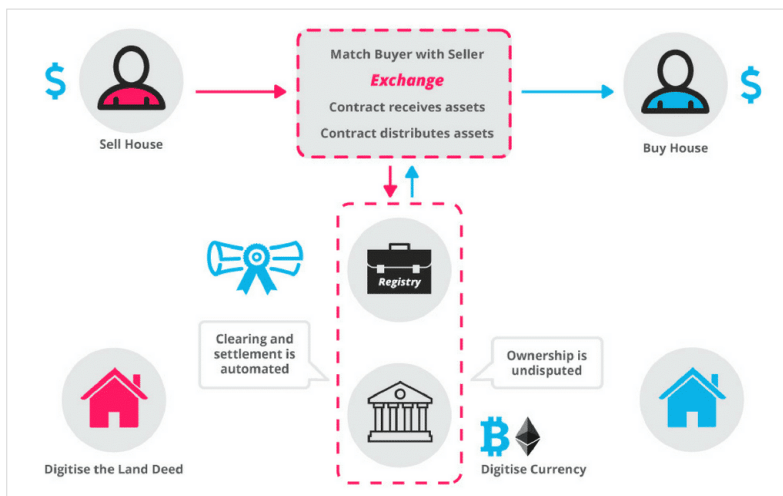 Match Buyer with Seller
Exchange
Contract receives assets
Contract distributes assets
$
$
Sell House
Buy House
Registry
Clearing and
settlement is
automated
Ownership is
undisputed
Digitise the Land Deed
Digitise Currency